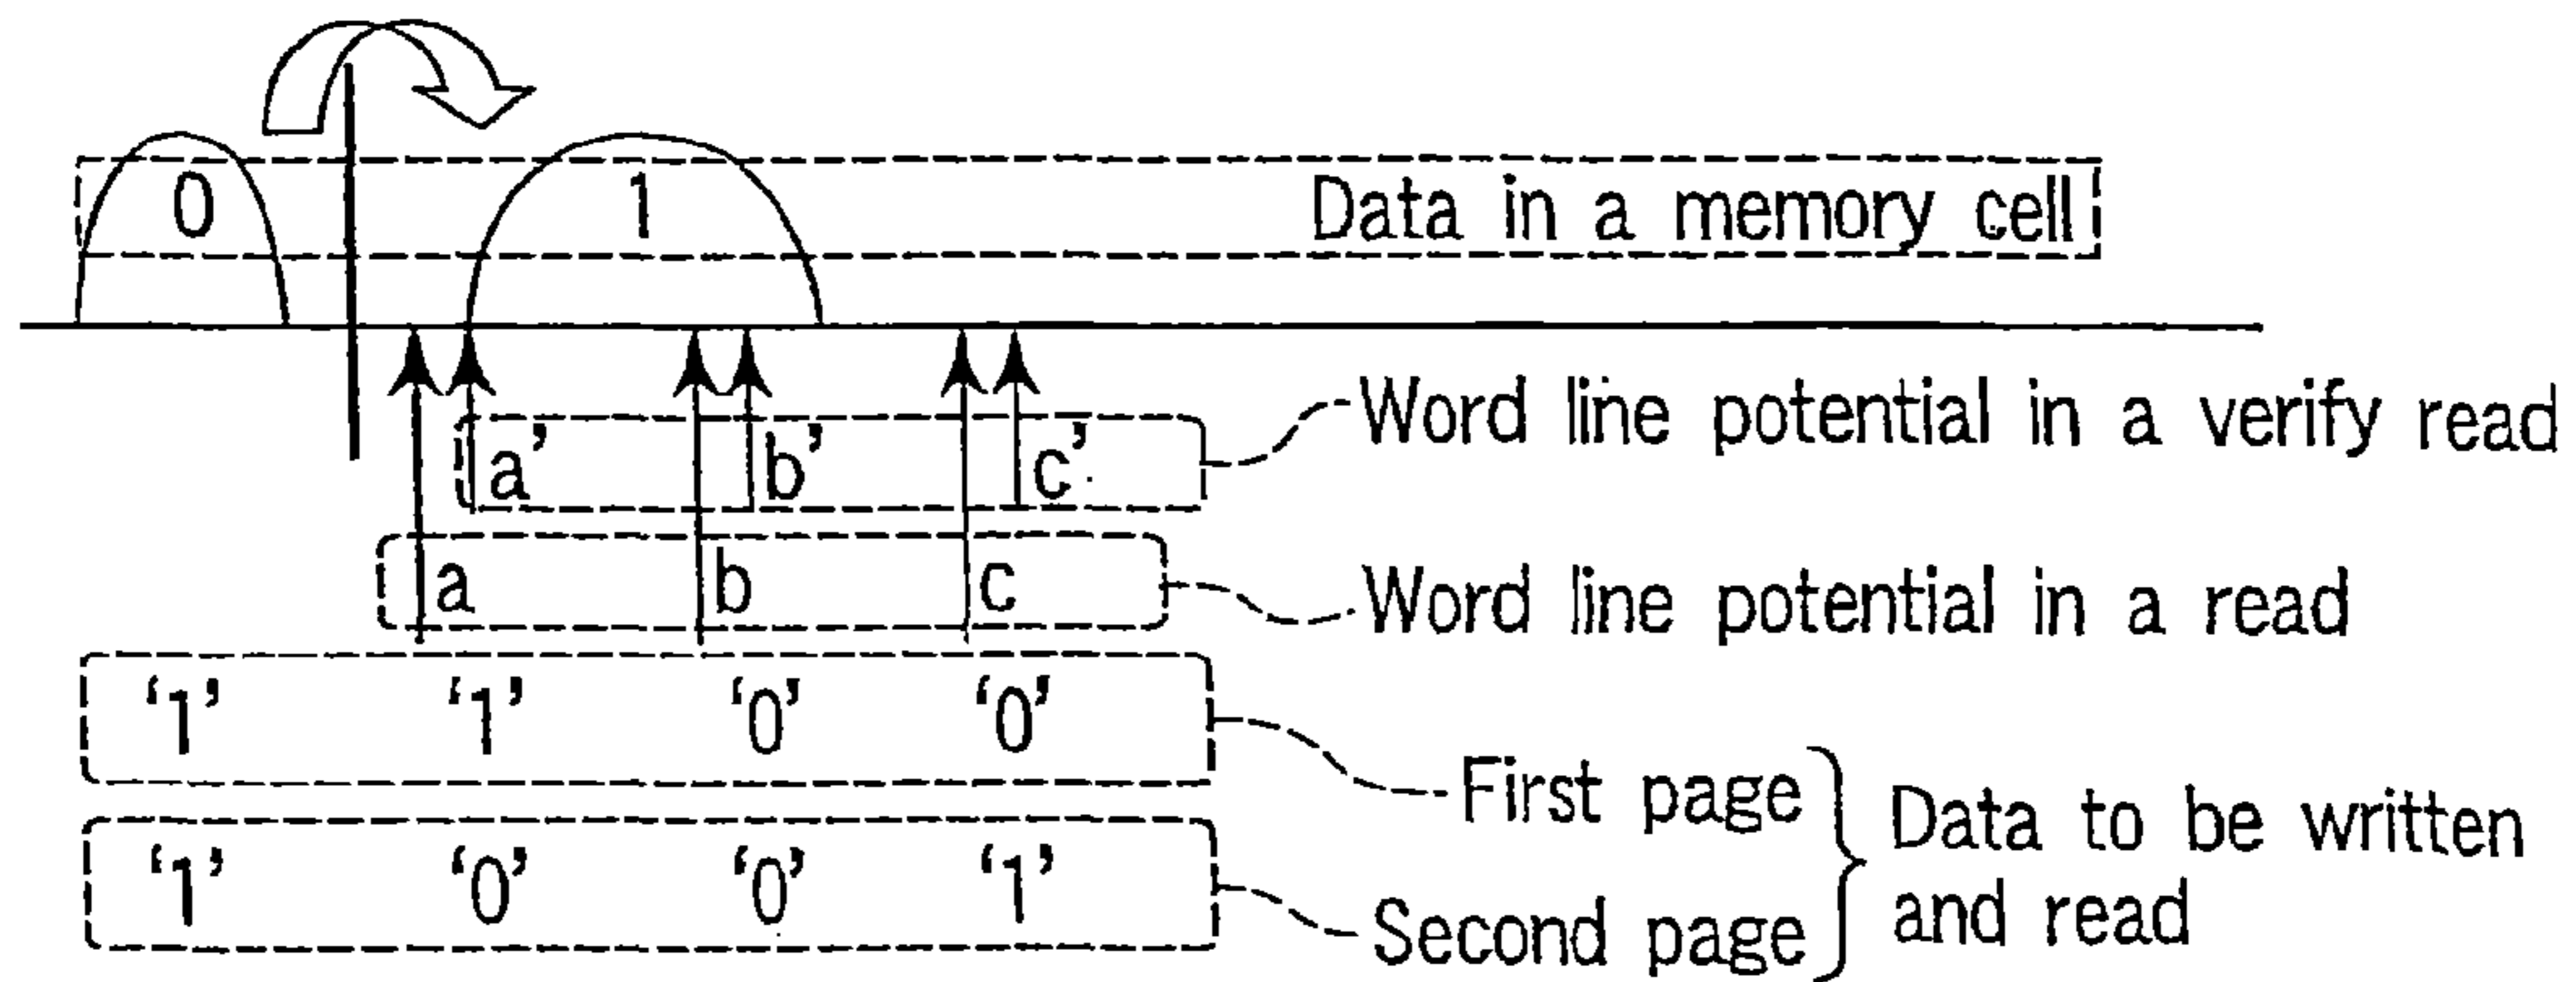 0 1 Data in a memory cell
a’ b’ c’ Word line potential in a verify read
a b c Word line potential in a read
‘1’ ‘1’ ‘0’ ‘0’ First page
‘1’ ‘0’ ‘0’ ‘1’ Second page
Data to be written
and read